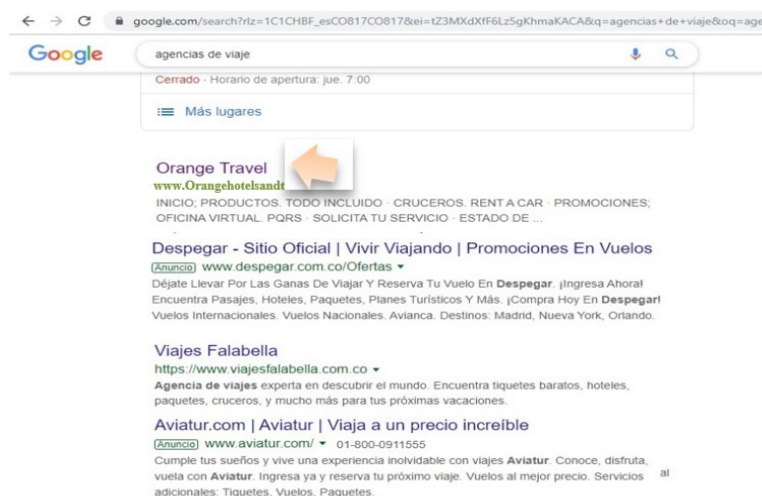 google.com/search?rlz=1C1CHBF_esCO817CO817&ei=tZ3MXdXfF6Lz5gKhmaKACA&q=agencias+de+viaje&oq=age
Google
agencias de viaje
Cerrado · Horario de apertura: jue. 7:00
Más lugares
Orange Travel
www.Orangehotelsandt
INICIO; PRODUCTOS. TODO INCLUIDO · CRUCEROS. RENT A CAR · PROMOCIONES;
OFICINA VIRTUAL. PQRS · SOLICITA TU SERVICIO · ESTADO DE ...
Despegar - Sitio Oficial | Vivir Viajando | Promociones En Vuelos
Anuncio www.despegar.com.co/Ofertas
Déjate Llevar Por Las Ganas De Viajar Y Reserva Tu Vuelo En Despegar. ¡Ingresa Ahora!
Encuentra Pasajes, Hoteles, Paquetes, Planes Turísticos Y Más. ¡Compra Hoy En Despegar!
Vuelos Internacionales. Vuelos Nacionales. Avianca. Destinos: Madrid, Nueva York, Orlando.
Viajes Falabella
https://www.viajesfalabella.com.co
Agencia de viajes experta en descubrir el mundo. Encuentra tiquetes baratos, hoteles,
paquetes, cruceros, y mucho más para tus próximas vacaciones.
Aviatur.com | Aviatur | Viaja a un precio increíble
Anuncio www.aviatur.com/ 01-800-0911555
Cumple tus sueños y vive una experiencia inolvidable con viajes Aviatur. Conoce, disfruta,
vuela con Aviatur. Ingresa ya y reserva tu próximo viaje. Vuelos al mejor precio. Servicios al
adicionales: Tiquetes, Vuelos, Paquetes.